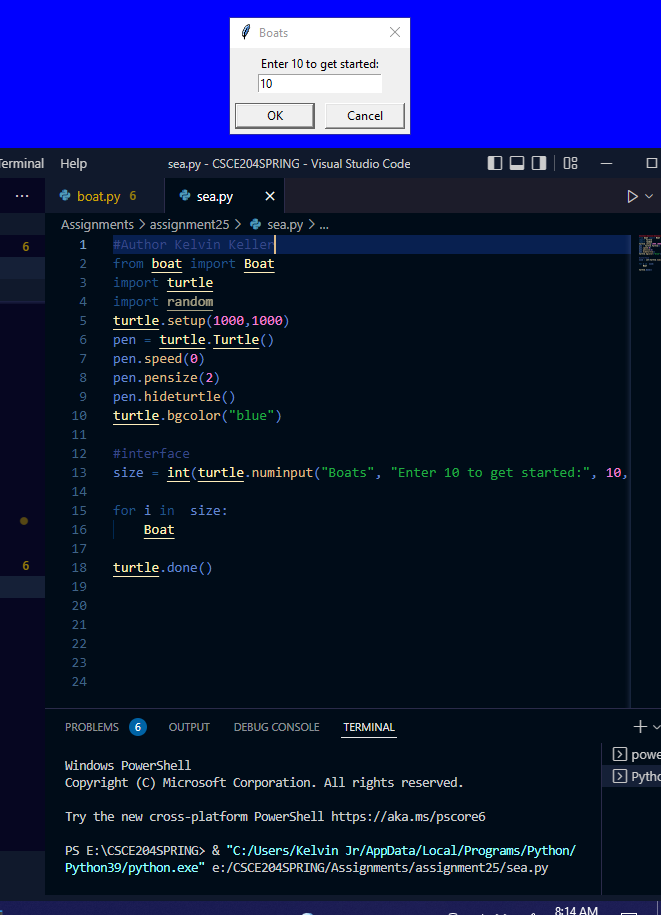 Boats
Enter 10 to get started:
10
OK Cancel
Terminal Help sea.py - CSCE204SPRING - Visual Studio Code
... boat.py 6 sea.py
Assignments > assignment25 > sea.py > ...
6
1 #Author Kelvin Keller
2 from boat import Boat
3 import turtle
4 import random
5 turtle.setup(1000,1000)
6 pen = turtle.Turtle()
7 pen.speed(0)
8 pen.pensize(2)
9 pen.hideturtle()
10 turtle.bgcolor("blue")
11
12 #interface
13 size = int(turtle.numinput("Boats", "Enter 10 to get started:", 10,
14
15 for i in  size:
16 Boat
17
6
18 turtle.done()
19
20
21
22
23
24
PROBLEMS 6 OUTPUT DEBUG CONSOLE TERMINAL
Windows PowerShell
Copyright (C) Microsoft Corporation. All rights reserved.
Try the new cross-platform PowerShell https://aka.ms/pscore6
PS E:\CSCE204SPRING> & "C:/Users/Kelvin Jr/AppData/Local/Programs/Python/
Python39/python.exe" e:/CSCE204SPRING/Assignments/assignment25/sea.py
powe
Pytho
8:14 AM